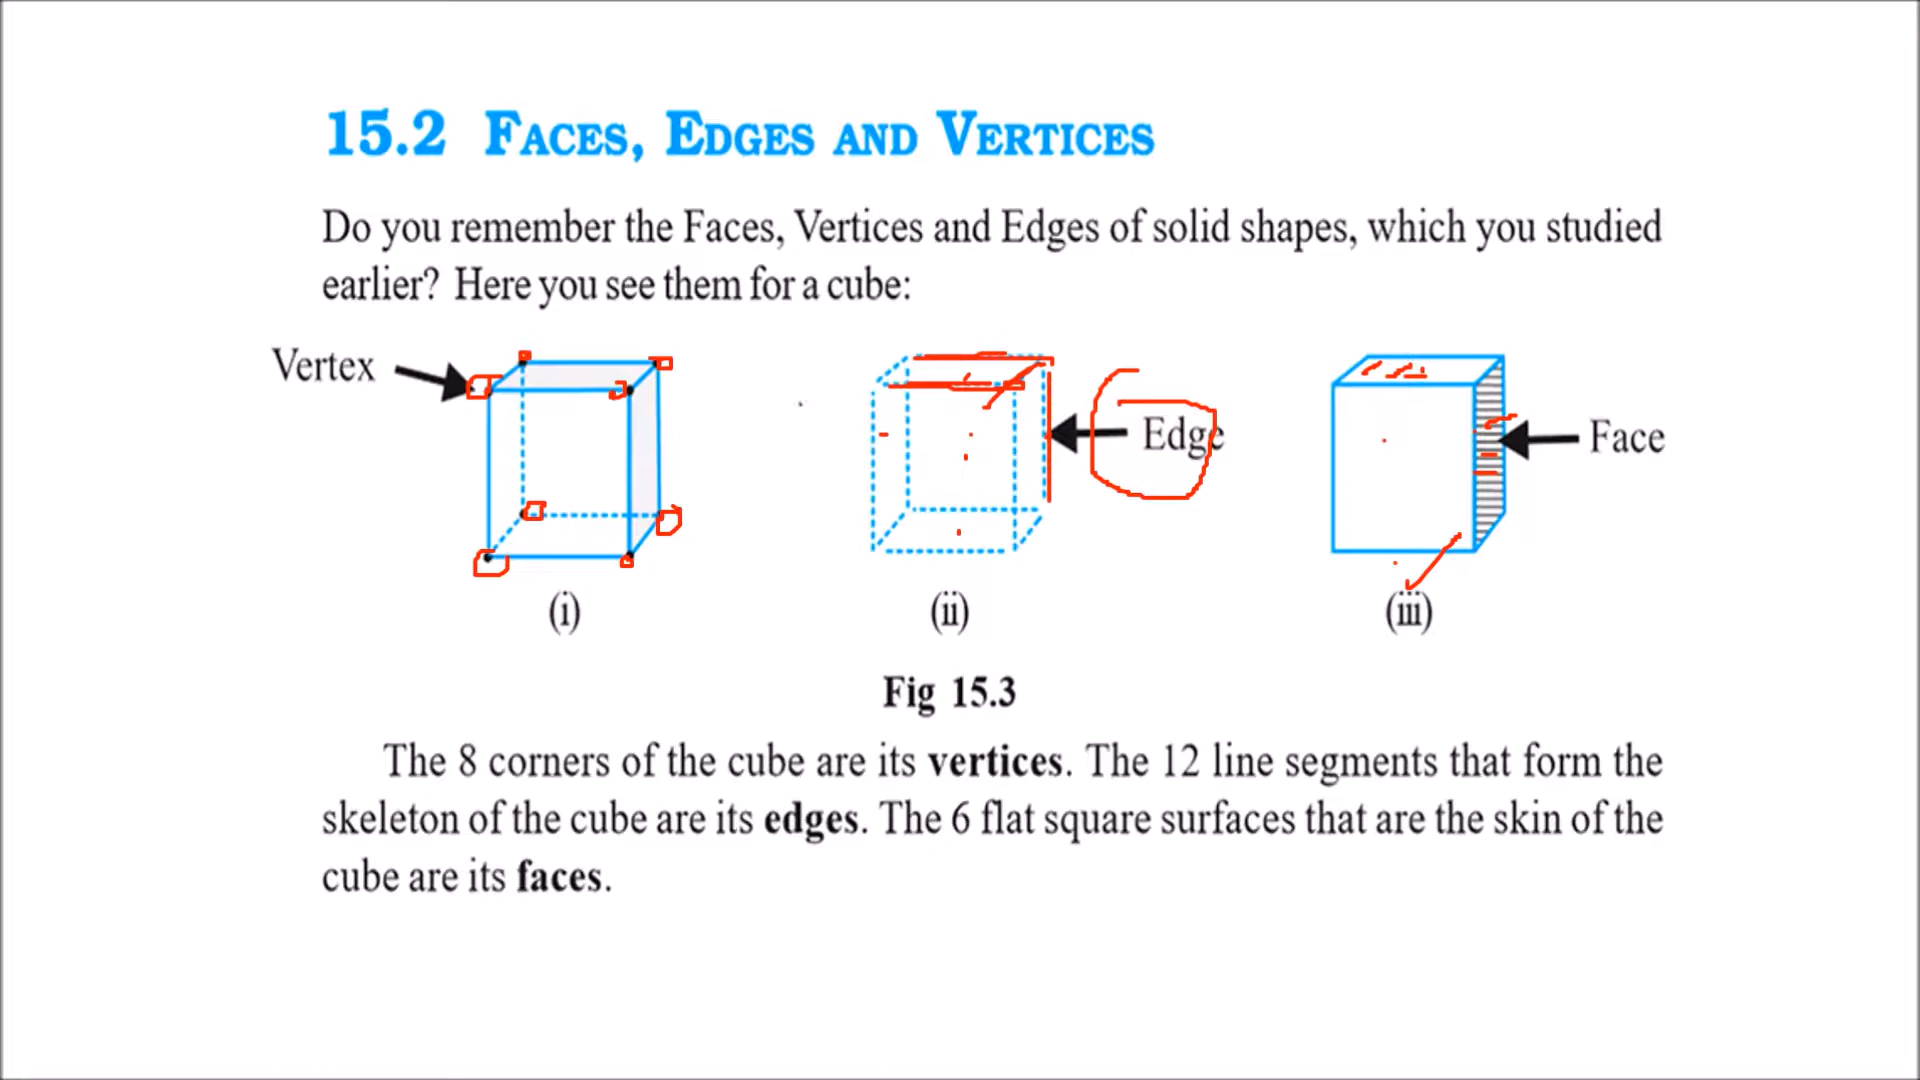 15.2 FACES, EDGES AND VERTICES
Do you remember the Faces, Vertices and Edges of solid shapes, which you studied
earlier? Here you see them for a cube:
Vertex
Edge
Face
(i)
(ii)
(iii)
Fig 15.3
The 8 corners of the cube are its vertices. The 12 line segments that form the
skeleton of the cube are its edges. The 6 flat square surfaces that are the skin of the
cube are its faces.